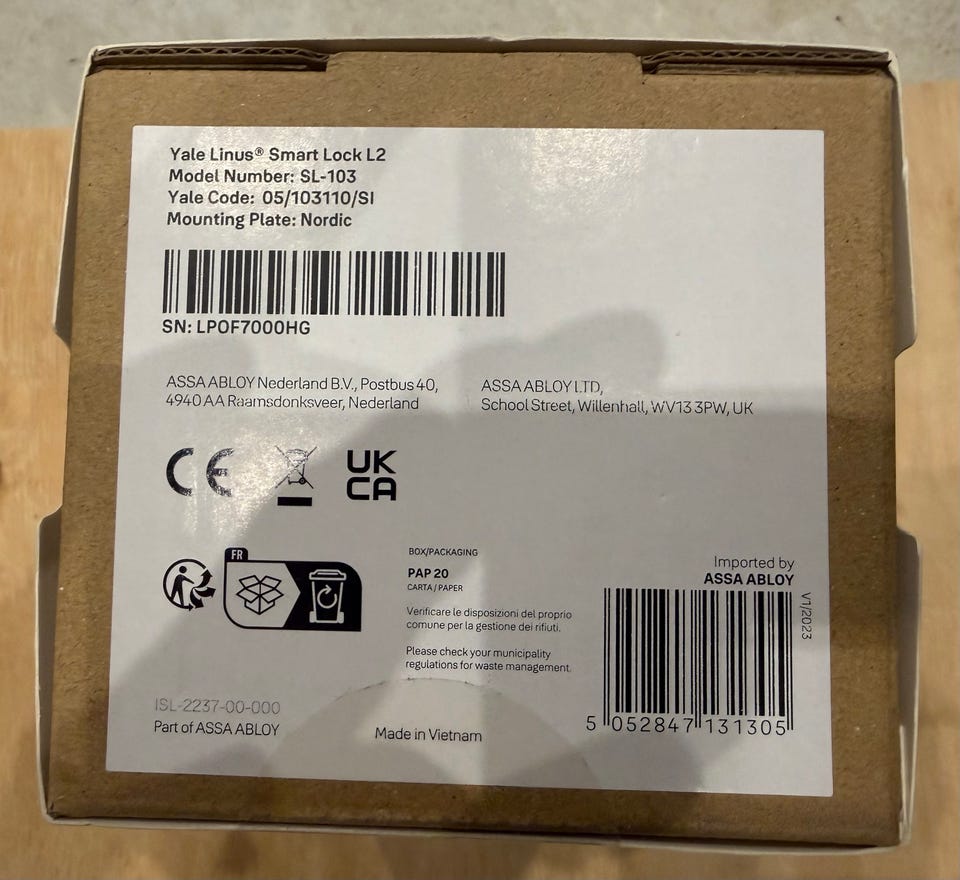 Yale Linus® Smart Lock L2
Model Number: SL-103
Yale Code: 05/103110/SI
Mounting Plate: Nordic
SN: LP0F7000HG
ASSA ABLOY Nederland B.V., Postbus 40,
4940 AA Raamsdonksveer, Nederland
ASSA ABLOY LTD,
School Street, Willenhall, WV13 3PW, UK
CE
UK
CA
FR
BOX/PACKAGING
PAP 20
CARTA / PAPER
Verificare le disposizioni del proprio
comune per la gestione dei rifiuti.
Please check your municipality
regulations for waste management.
Imported by
ASSA ABLOY
V1/2023
5 052847 131305
ISL-2237-00-000
Part of ASSA ABLOY
Made in Vietnam